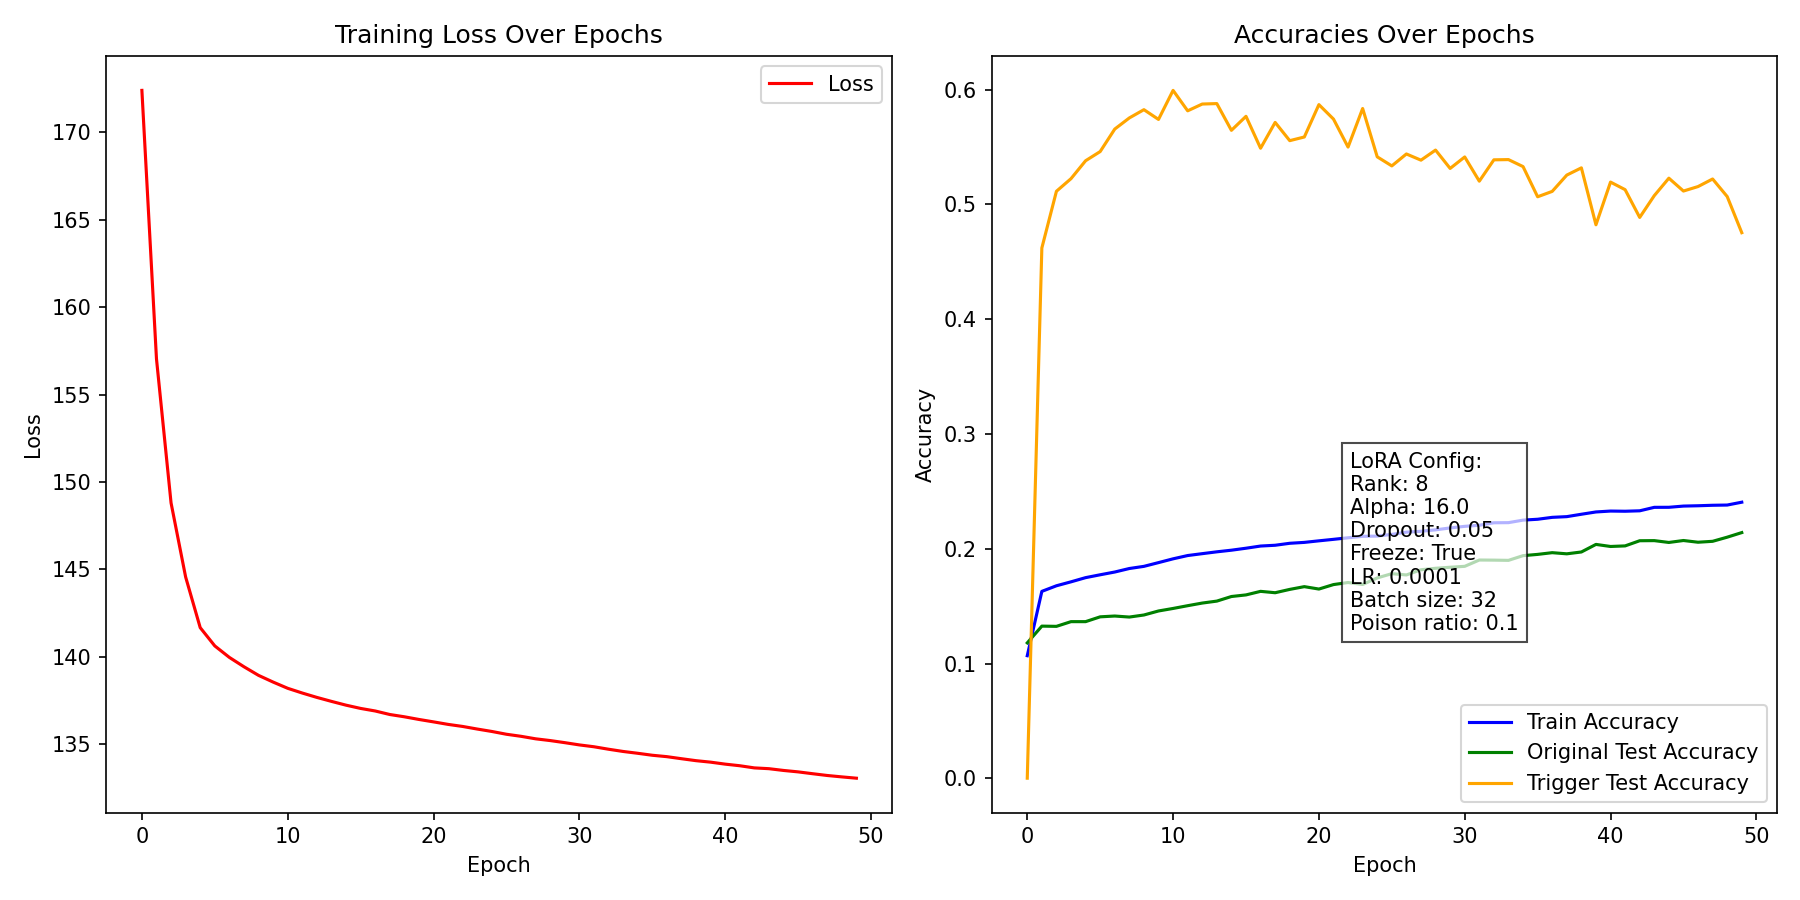 Training Loss Over Epochs
Loss
Loss
170
165
160
155
150
145
140
135
0 10 20 30 40 50
Epoch
Accuracies Over Epochs
Accuracy
0.6
0.5
0.4
0.3
0.2
0.1
0.0
LoRA Config:
Rank: 8
Alpha: 16.0
Dropout: 0.05
Freeze: True
LR: 0.0001
Batch size: 32
Poison ratio: 0.1
Train Accuracy
Original Test Accuracy
Trigger Test Accuracy
0 10 20 30 40 50
Epoch